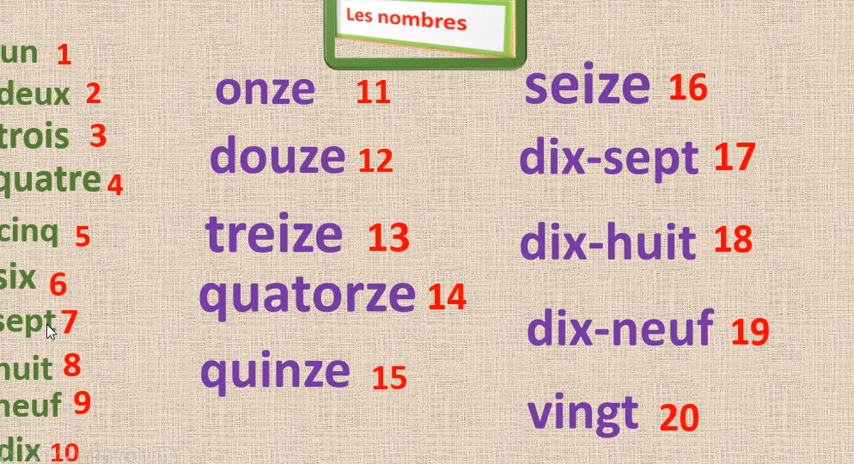 Les nombres
un 1
deux 2
trois 3
quatre 4
cinq 5
six 6
sept 7
huit 8
neuf 9
dix 10
onze 11
douze 12
treize 13
quatorze 14
quinze 15
seize 16
dix-sept 17
dix-huit 18
dix-neuf 19
vingt 20